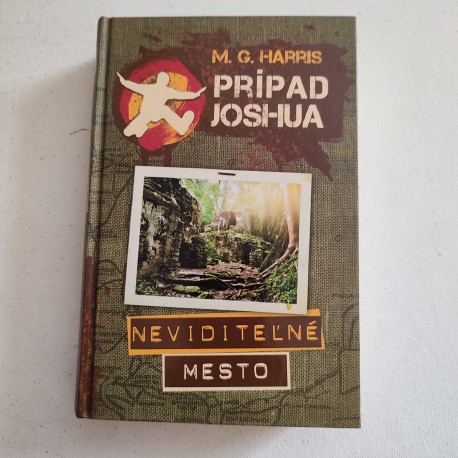 M. G. HARRIS
PRÍPAD
JOSHUA
NEVIDITEĽNÉ
MESTO